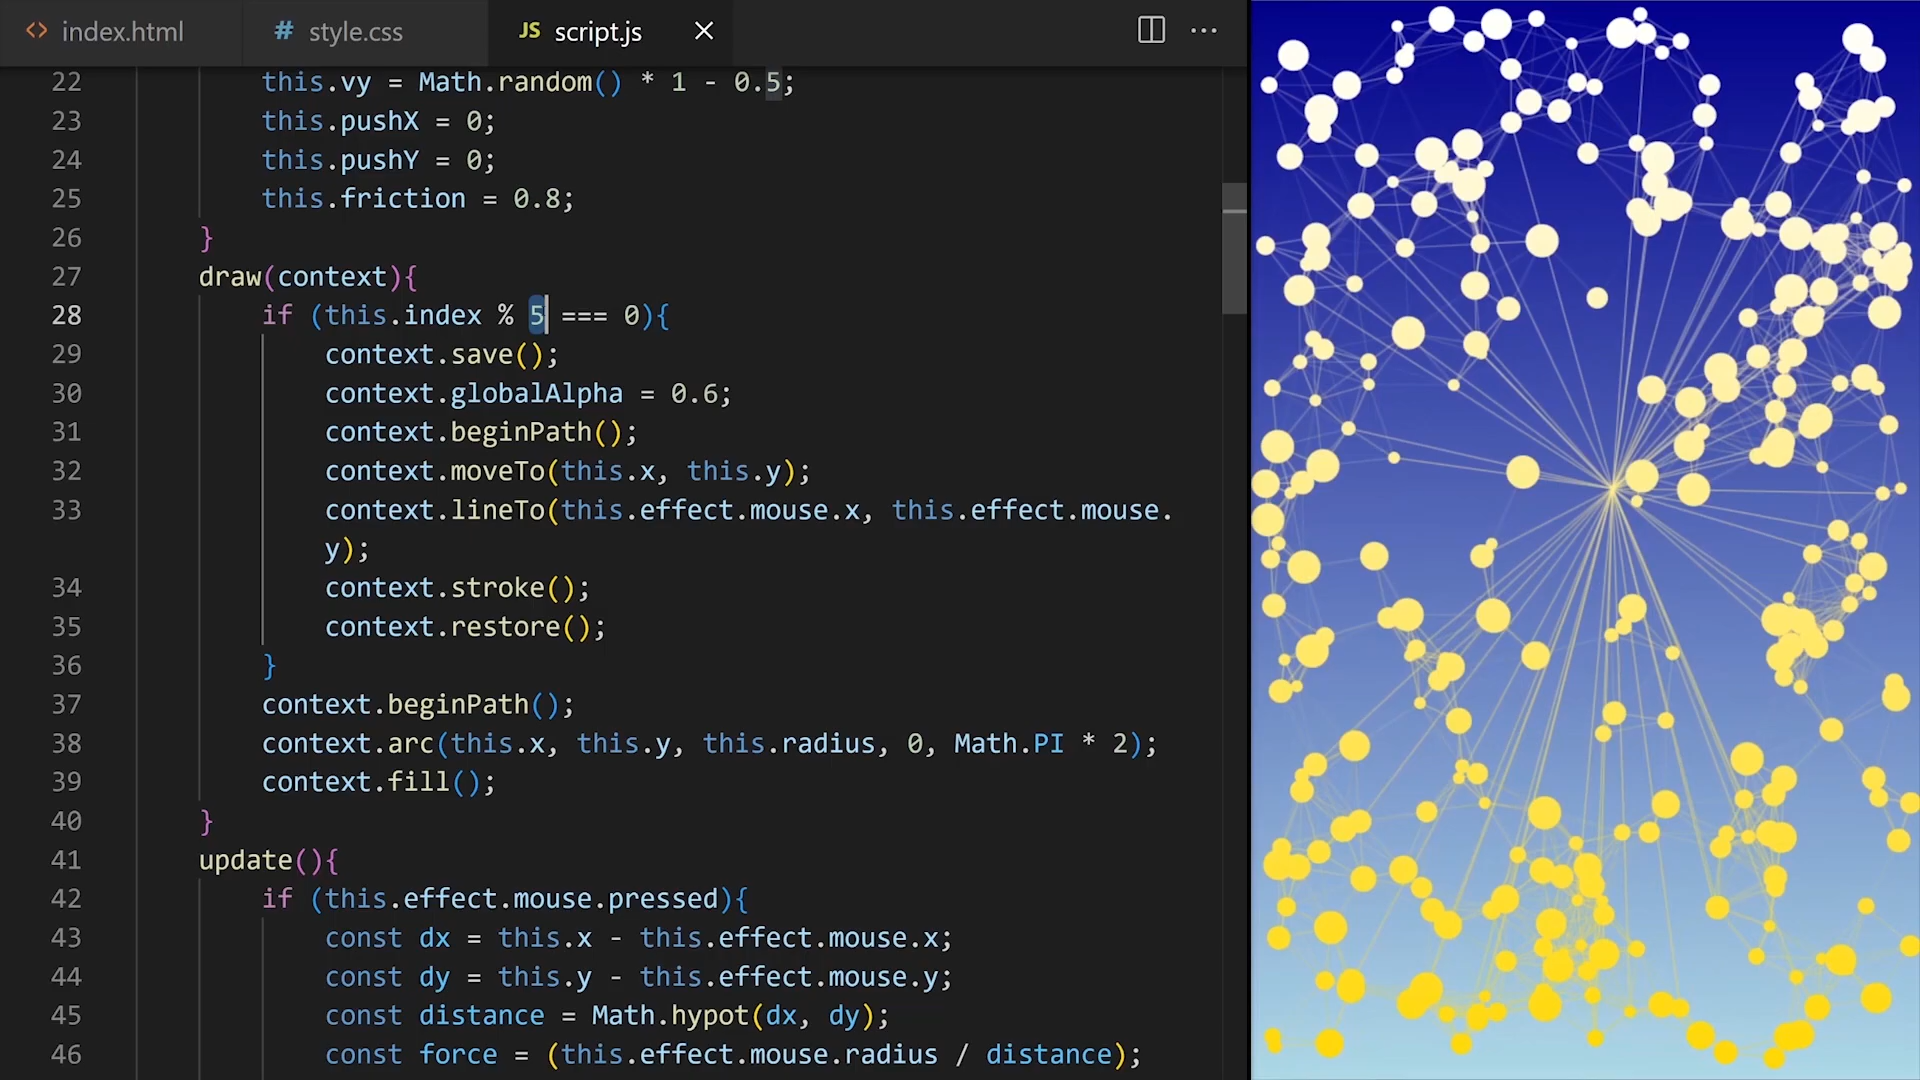 <> index.html
# style.css
JS script.js
22 this.vy = Math.random() * 1 - 0.5;
23 this.pushX = 0;
24 this.pushY = 0;
25 this.friction = 0.8;
26 }
27 draw(context){
28 if (this.index % 5 === 0){
29 context.save();
30 context.globalAlpha = 0.6;
31 context.beginPath();
32 context.moveTo(this.x, this.y);
33 context.lineTo(this.effect.mouse.x, this.effect.mouse.
y);
34 context.stroke();
35 context.restore();
36 }
37 context.beginPath();
38 context.arc(this.x, this.y, this.radius, 0, Math.PI * 2);
39 context.fill();
40 }
41 update(){
42 if (this.effect.mouse.pressed){
43 const dx = this.x - this.effect.mouse.x;
44 const dy = this.y - this.effect.mouse.y;
45 const distance = Math.hypot(dx, dy);
46 const force = (this.effect.mouse.radius / distance);